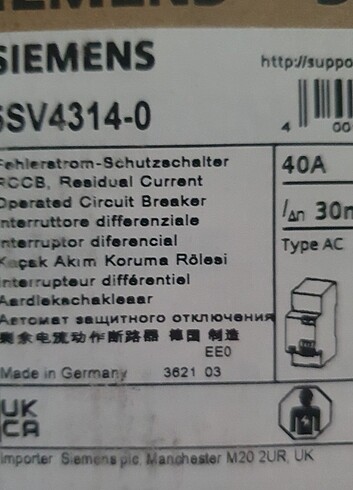 SIEMENS
http://suppo
5SV4314-0
4 00
Fehlerstrom-Schutzschalter
RCCB, Residual Current
Operated Circuit Breaker
Interruttore differenziale
Interruptor diferencial
Kaçak Akım Koruma Rölesi
Interrupteur différentiel
Aardlekschakelaar
Автомат защитного отключения
剩余电流动作断路器 德国 制造
EE0
Made in Germany 3621 03
40A
I∆n 30m
Type AC
UK
CA
Importer Siemens plc, Manchester M20 2UR, UK